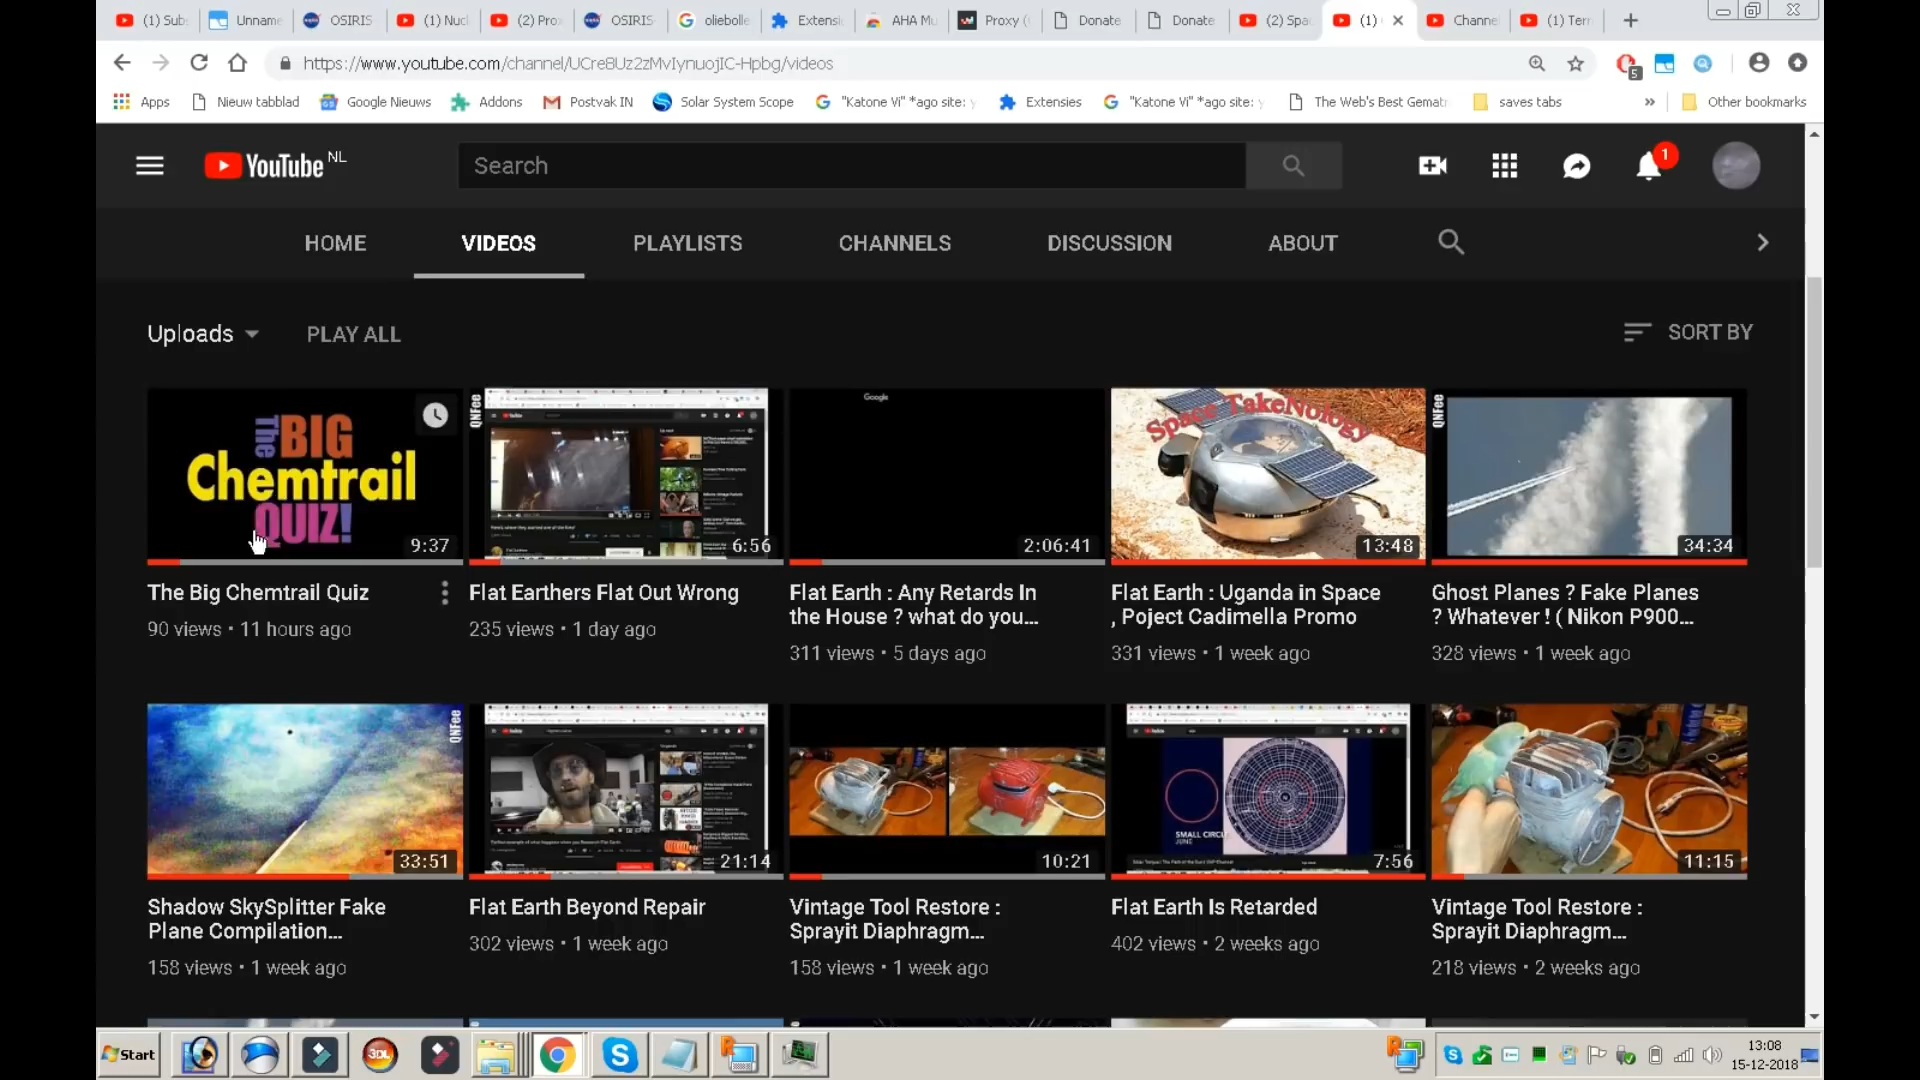 (1) Sub
Unname
OSIRIS
(1) Nucl
(2) Pro
OSIRIS
oliebolle
Extensi
AHA Mu
Proxy (
Donate
Donate
(2) Spa
(1)
Channe
(1) Terr
https://www.youtube.com/channel/UCre8Uz2zMvIynuojIC-Hpbg/videos
5
Apps
Nieuw tabblad
Google Nieuws
Addons
Postvak IN
Solar System Scope
"Katone Vi" *ago site: y
Extensies
"Katone Vi" *ago site: y
The Web's Best Gematr
saves tabs
»
Other bookmarks
YouTube NL
Search
1
HOME
VIDEOS
PLAYLISTS
CHANNELS
DISCUSSION
ABOUT
Uploads
PLAY ALL
SORT BY
The BIG
Chemtrail
QUIZ!
9:37
QNFee
6:56
Google
2:06:41
Space TakeNology
13:48
QNFee
34:34
The Big Chemtrail Quiz
90 views • 11 hours ago
Flat Earthers Flat Out Wrong
235 views • 1 day ago
Flat Earth : Any Retards In
the House ? what do you...
311 views • 5 days ago
Flat Earth : Uganda in Space
, Poject Cadimella Promo
331 views • 1 week ago
Ghost Planes ? Fake Planes
? Whatever ! ( Nikon P900...
328 views • 1 week ago
QNFee
33:51
21:14
10:21
SMALL CIRCLE
JUNE
7:56
11:15
Shadow SkySplitter Fake
Plane Compilation...
158 views • 1 week ago
Flat Earth Beyond Repair
302 views • 1 week ago
Vintage Tool Restore :
Sprayit Diaphragm...
158 views • 1 week ago
Flat Earth Is Retarded
402 views • 2 weeks ago
Vintage Tool Restore :
Sprayit Diaphragm...
218 views • 2 weeks ago
Start
3DL
13:08
15-12-2018